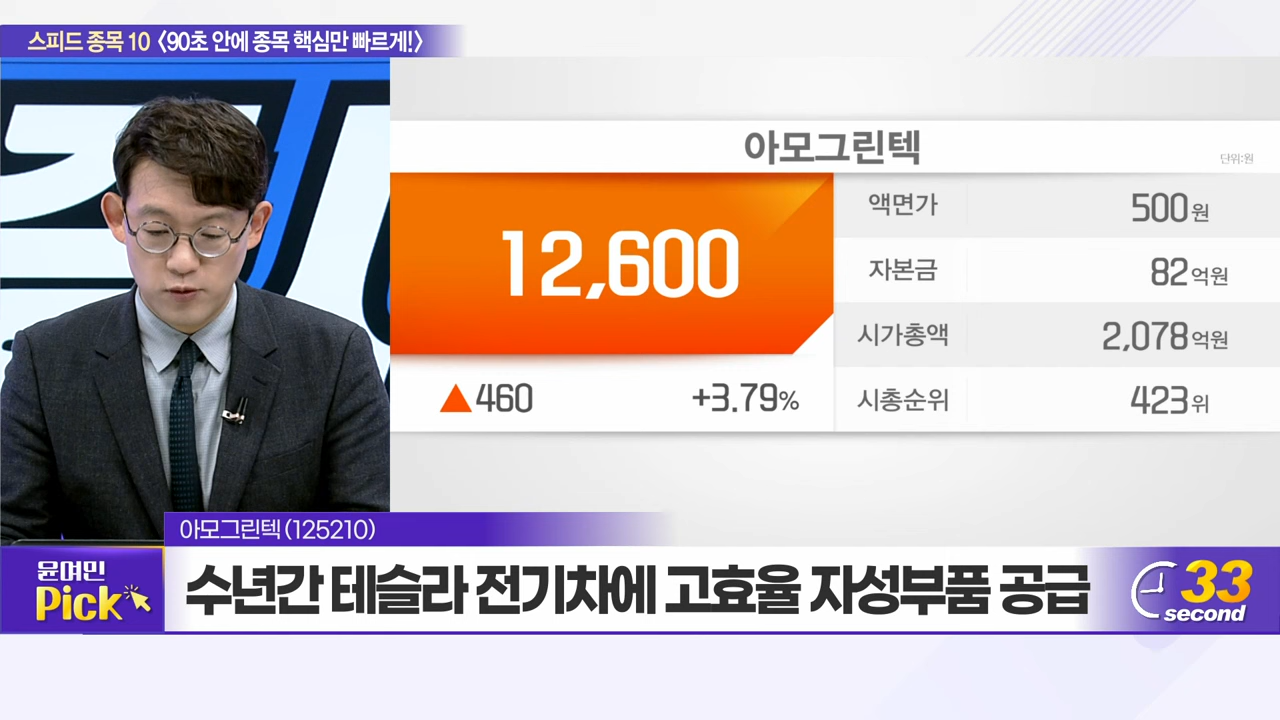 스피드 종목 10 〈90초 안에 종목 핵심만 빠르게!〉
아모그린텍
단위:원
12,600
▲460 +3.79%
액면가 500원
자본금 82억원
시가총액 2,078억원
시총순위 423위
아모그린텍(125210)
윤여민
Pick
수년간 테슬라 전기차에 고효율 자성부품 공급
33
second